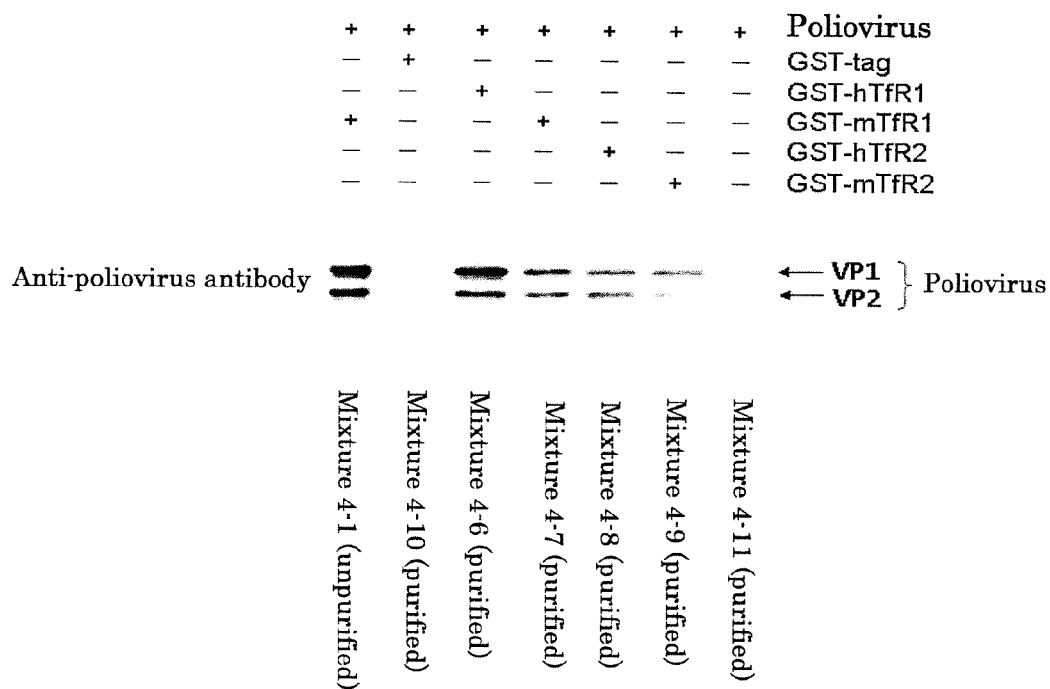 + + + + + + + Poliovirus
— + — — — — — GST-tag
— — + — — — — GST-hTfR1
+ — — + — — — GST-mTfR1
— — — — + — — GST-hTfR2
— — — — — + — GST-mTfR2
Anti-poliovirus antibody
← VP1
← VP2
Poliovirus
Mixture 4-1 (unpurified)
Mixture 4-10 (purified)
Mixture 4-6 (purified)
Mixture 4-7 (purified)
Mixture 4-8 (purified)
Mixture 4-9 (purified)
Mixture 4-11 (purified)